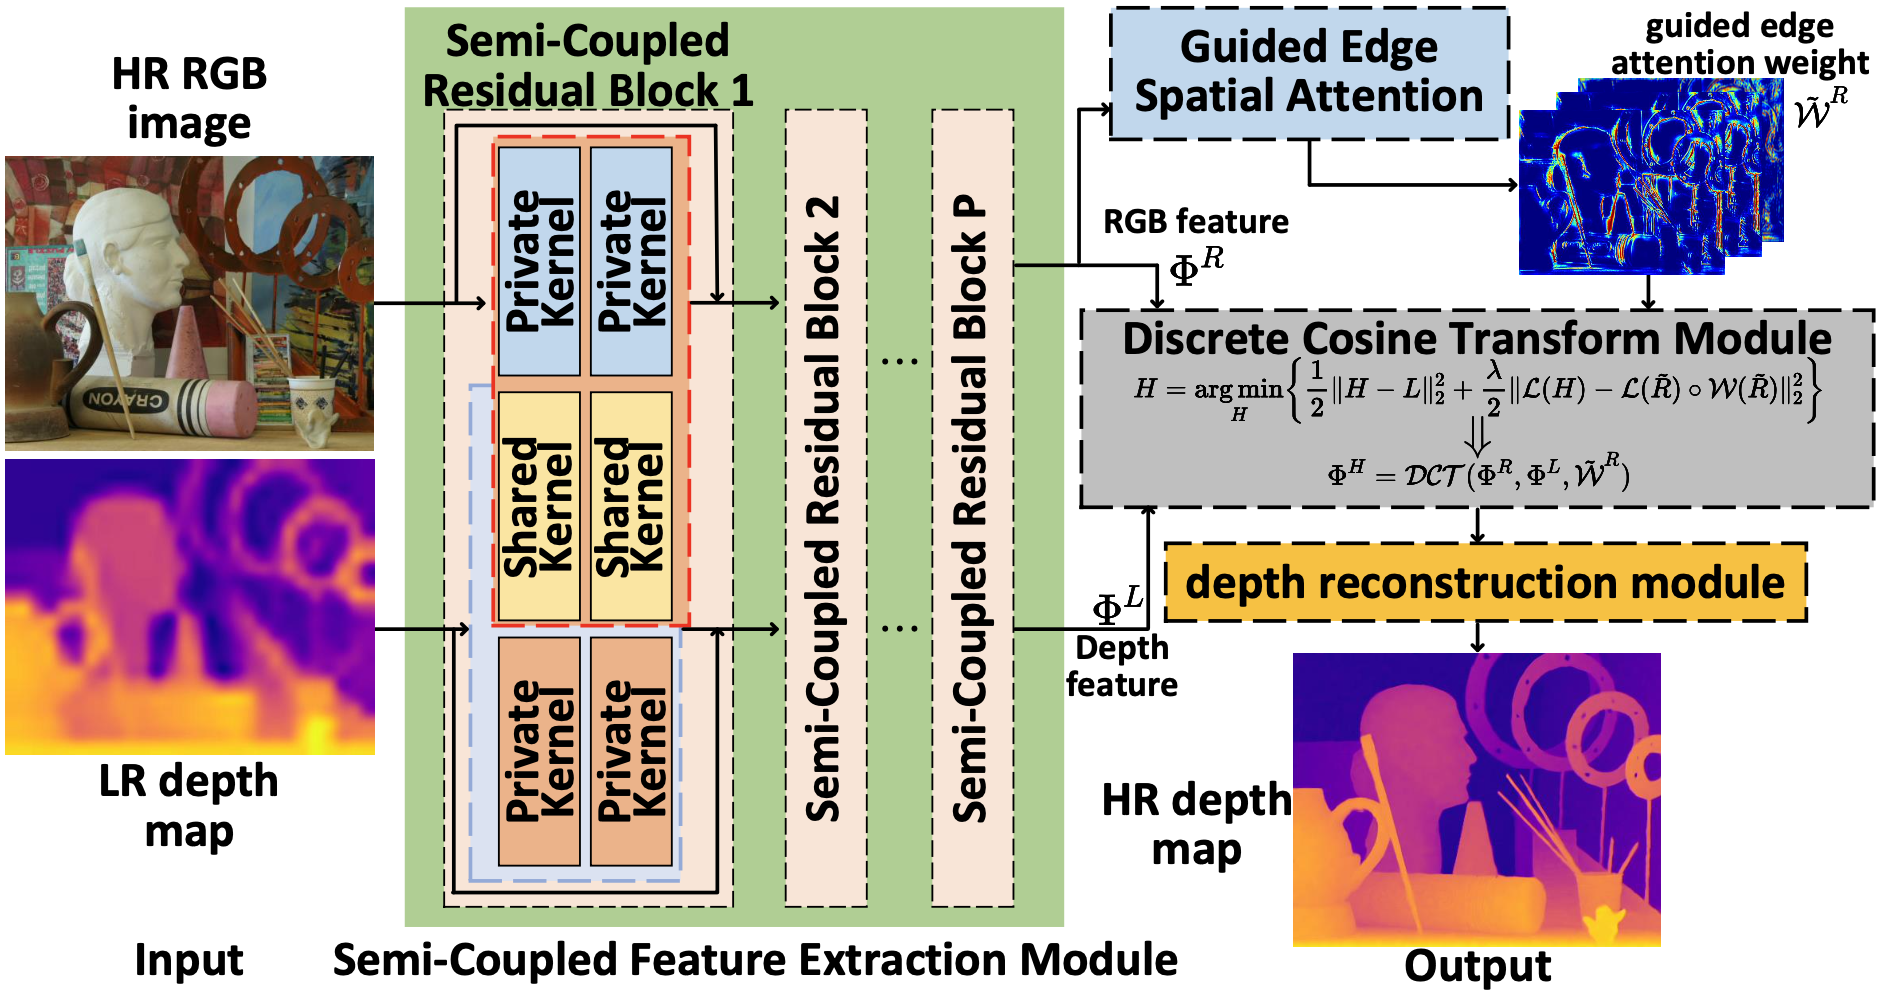 HR RGB
image
CRAYON
LR depth
map
Input
Semi-Coupled
Residual Block 1
Private
Kernel
Private
Kernel
Shared
Kernel
Shared
Kernel
Private
Kernel
Private
Kernel
Semi-Coupled Residual Block 2
...
...
Semi-Coupled Residual Block P
Semi-Coupled Feature Extraction Module
Guided Edge
Spatial Attention
guided edge
attention weight
$\tilde{\mathcal{W}}^R$
RGB feature
$\Phi^R$
Discrete Cosine Transform Module
$H = \underset{H}{\arg\min}\left\{\frac{1}{2}\|H - L\|_2^2 + \frac{\lambda}{2}\|\mathcal{L}(H) - \mathcal{L}(\tilde{R}) \circ \mathcal{W}(\tilde{R})\|_2^2\right\}$
⇓
$\Phi^H = \mathcal{DCT}(\Phi^R, \Phi^L, \tilde{\mathcal{W}}^R)$
$\Phi^L$
Depth
feature
depth reconstruction module
HR depth
map
Output